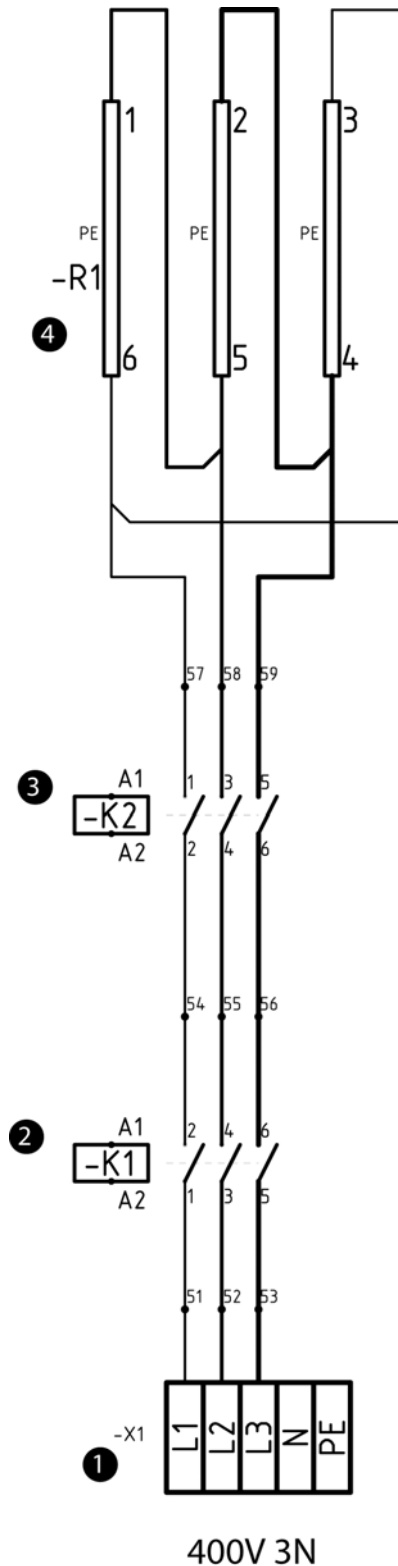 1 2 3
PE PE PE
-R1
4
6 5 4
57 58 59
3
A1 1 3 5
-K2
A2 2 4 6
54 55 56
2
A1 2 4 6
-K1
A2 1 3 5
51 52 53
-X1 L1 L2 L3 N PE
1
400V 3N